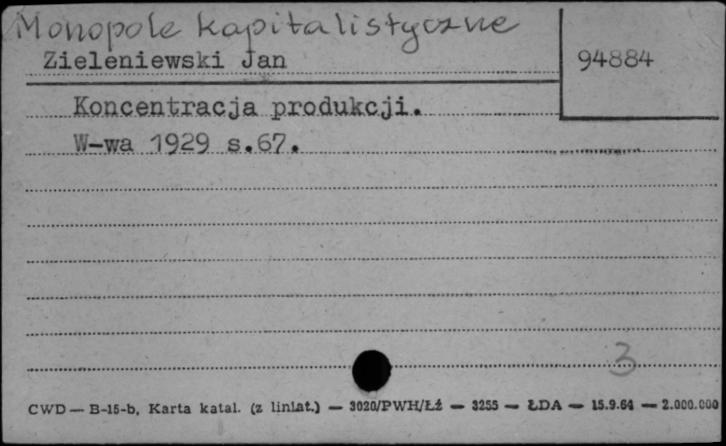 Monopole kapitalistyczne
Zieleniewski Jan
94884
Koncentracja produkcji.
W-wa 1929 s.67.
3
CWD — B-15-b, Karta katal. (z liniat.) — 3020/PWH/Łź — 3255 — ŁDA — 15.9.64 — 2.000.000